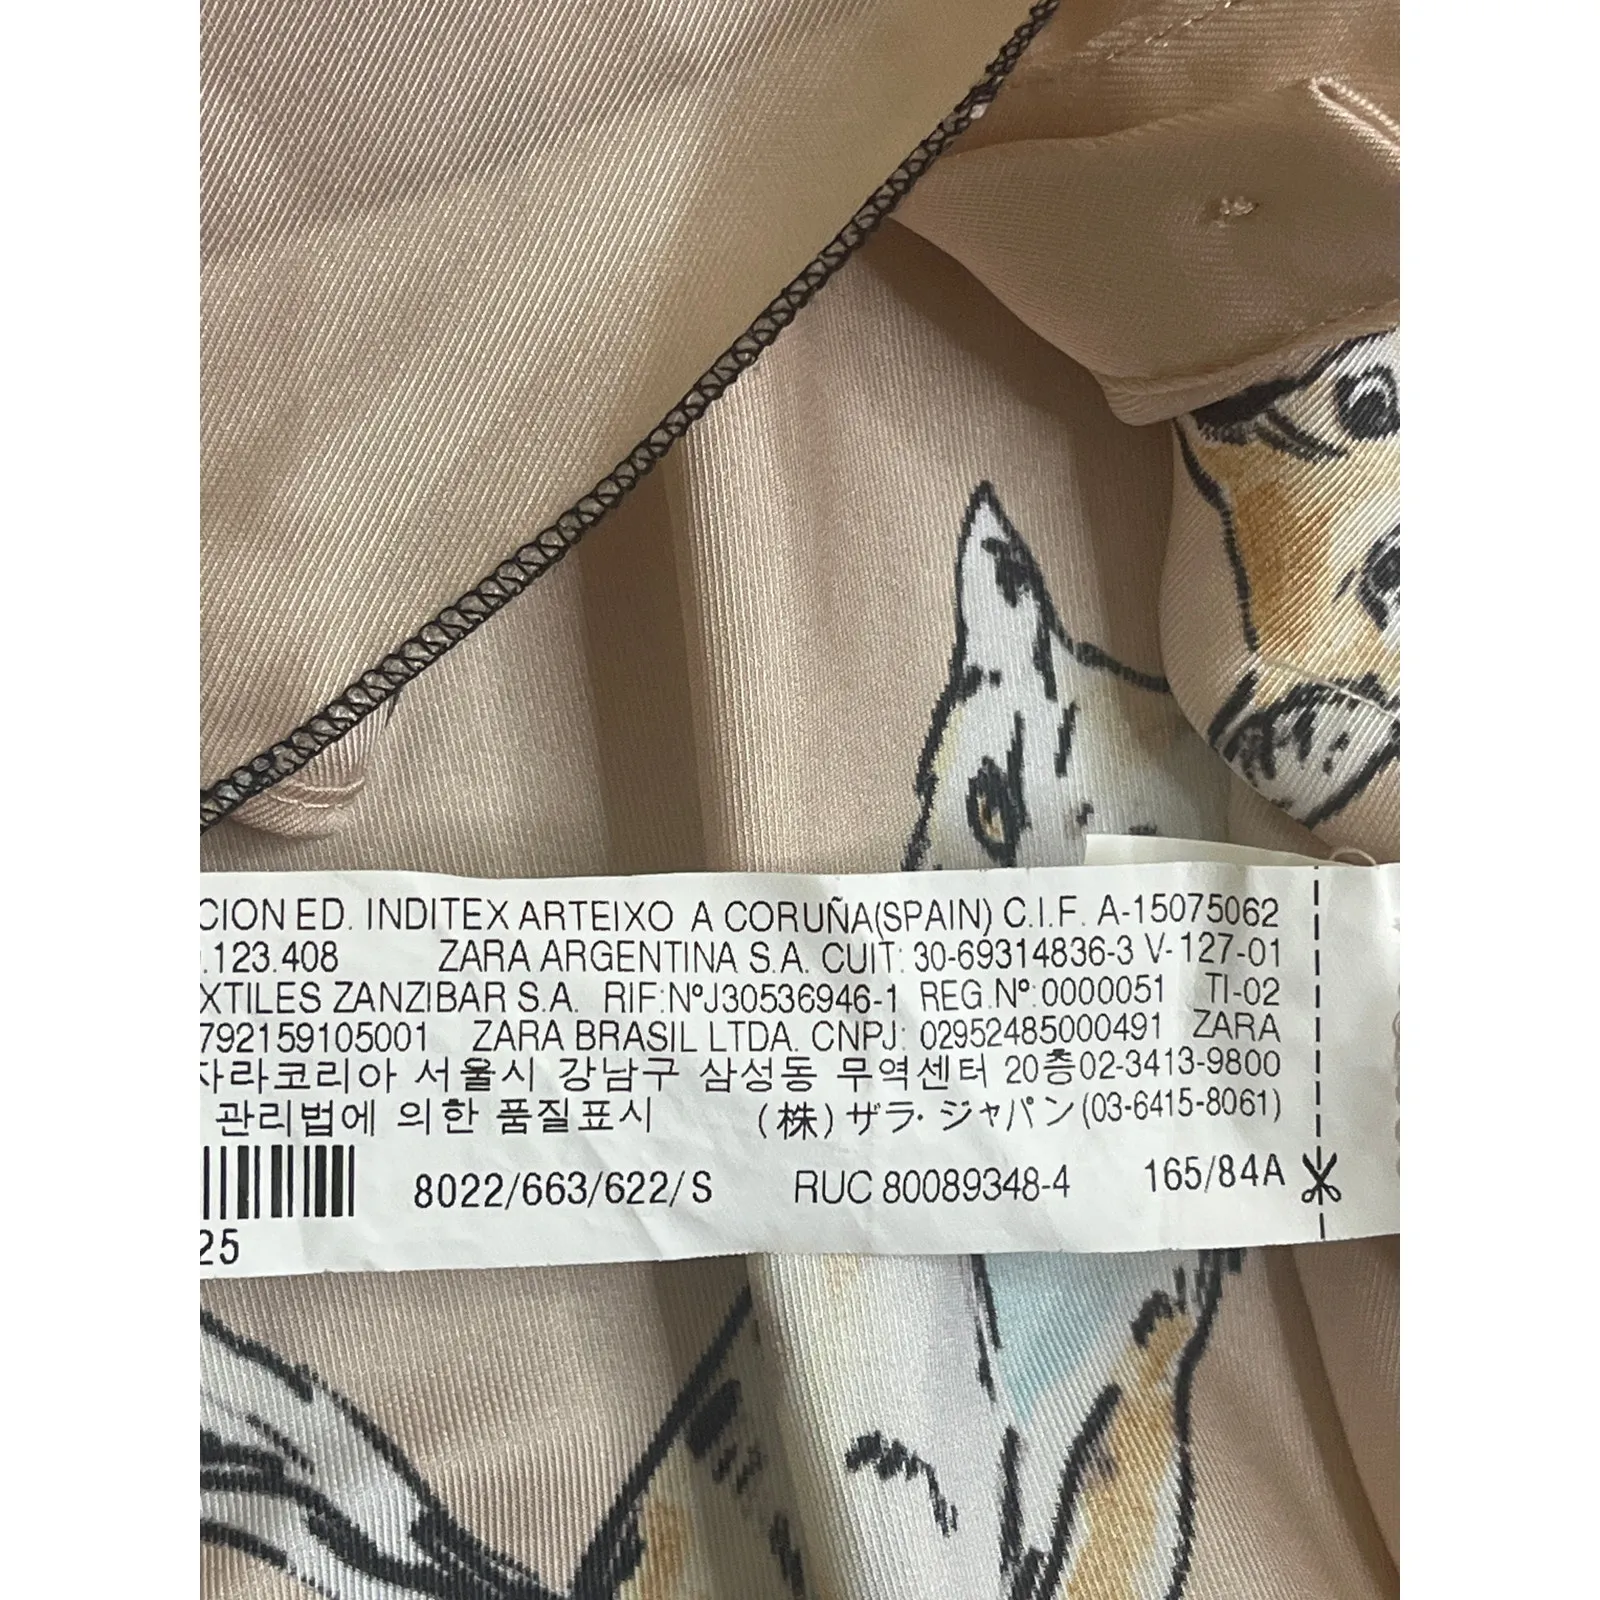 CION ED. INDITEX ARTEIXO A CORUÑA(SPAIN) C.I.F. A-15075062
.123.408 ZARA ARGENTINA S.A. CUIT: 30-69314836-3 V-127-01
XTILES ZANZIBAR S.A. RIF:NºJ30536946-1 REG.Nº:0000051 TI-02
792159105001 ZARA BRASIL LTDA. CNPJ: 02952485000491 ZARA
자라코리아 서울시 강남구 삼성동 무역센터 20층02-3413-9800
관리법에 의한 품질표시 (株)ザラ・ジャパン(03-6415-8061)
8022/663/622/S RUC 80089348-4 165/84A
25